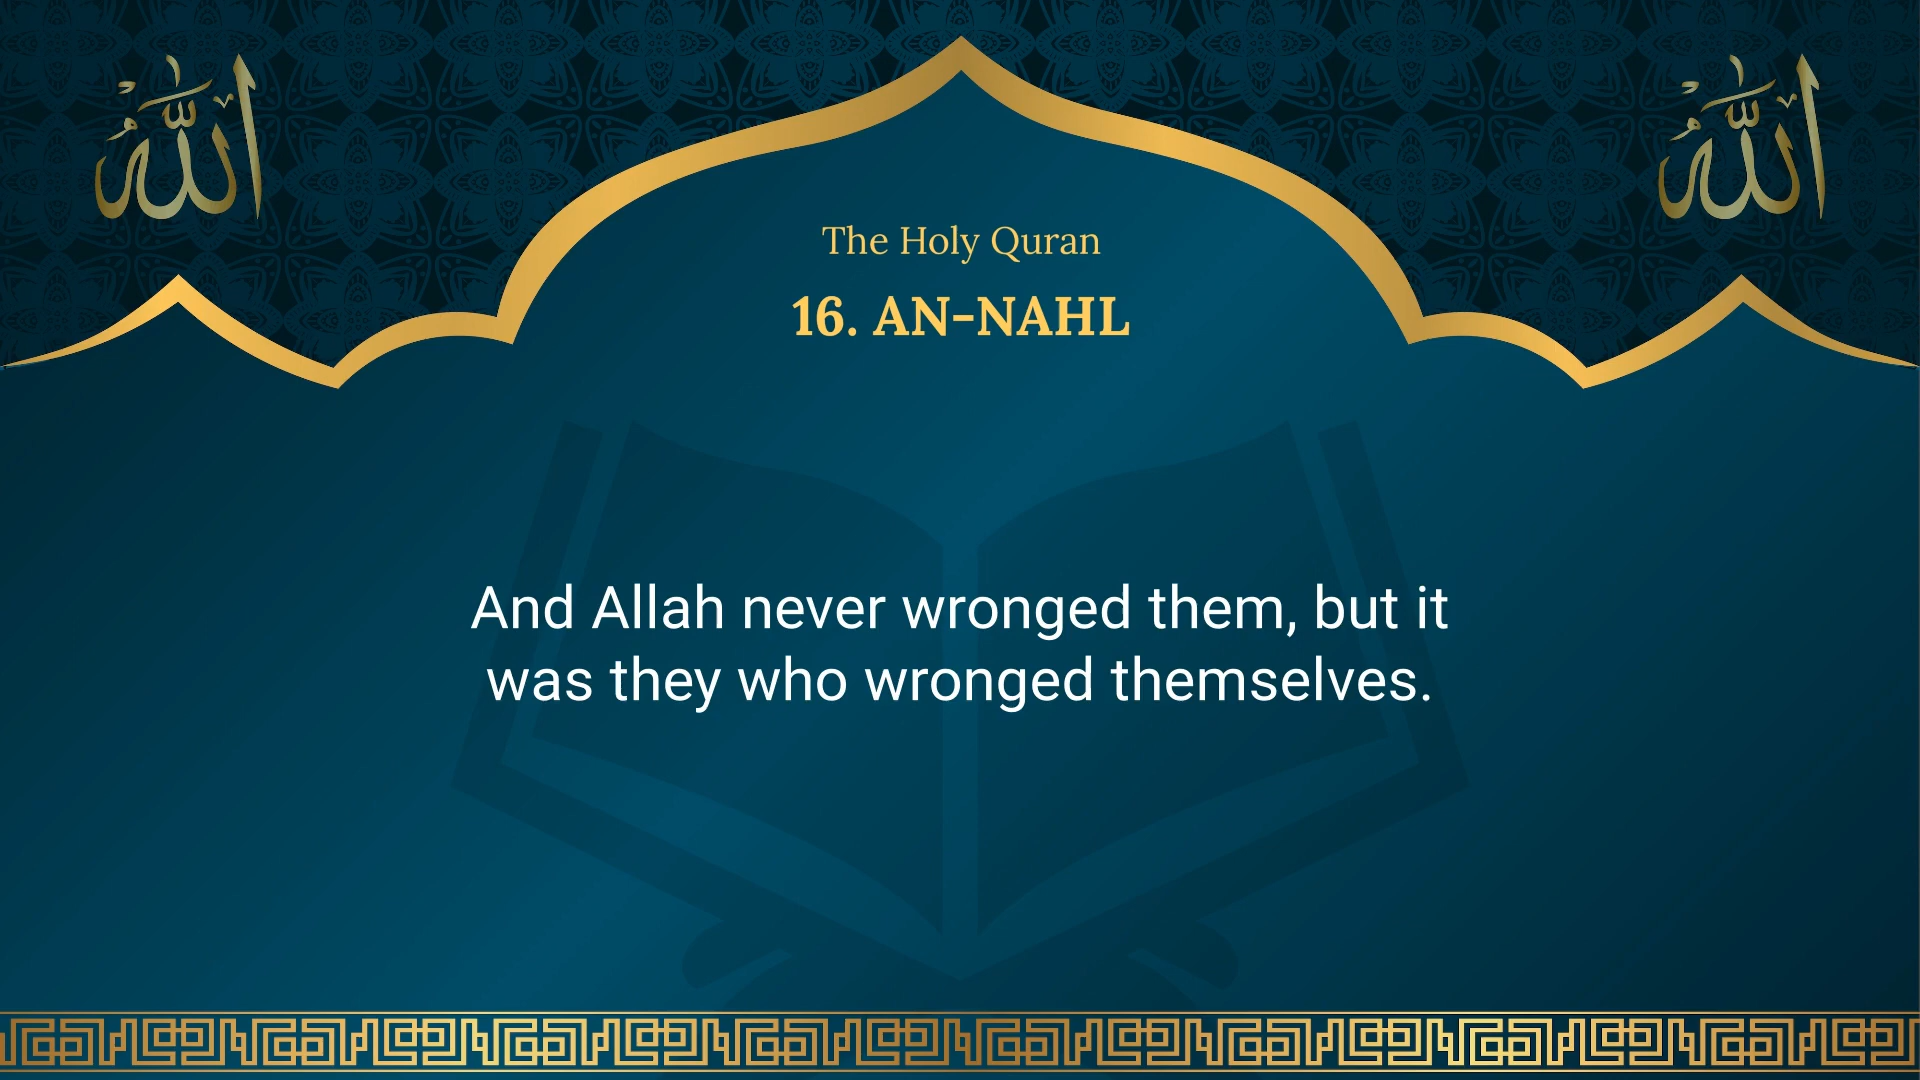 الله
الله
The Holy Quran
16. AN-NAHL
And Allah never wronged them, but it
was they who wronged themselves.